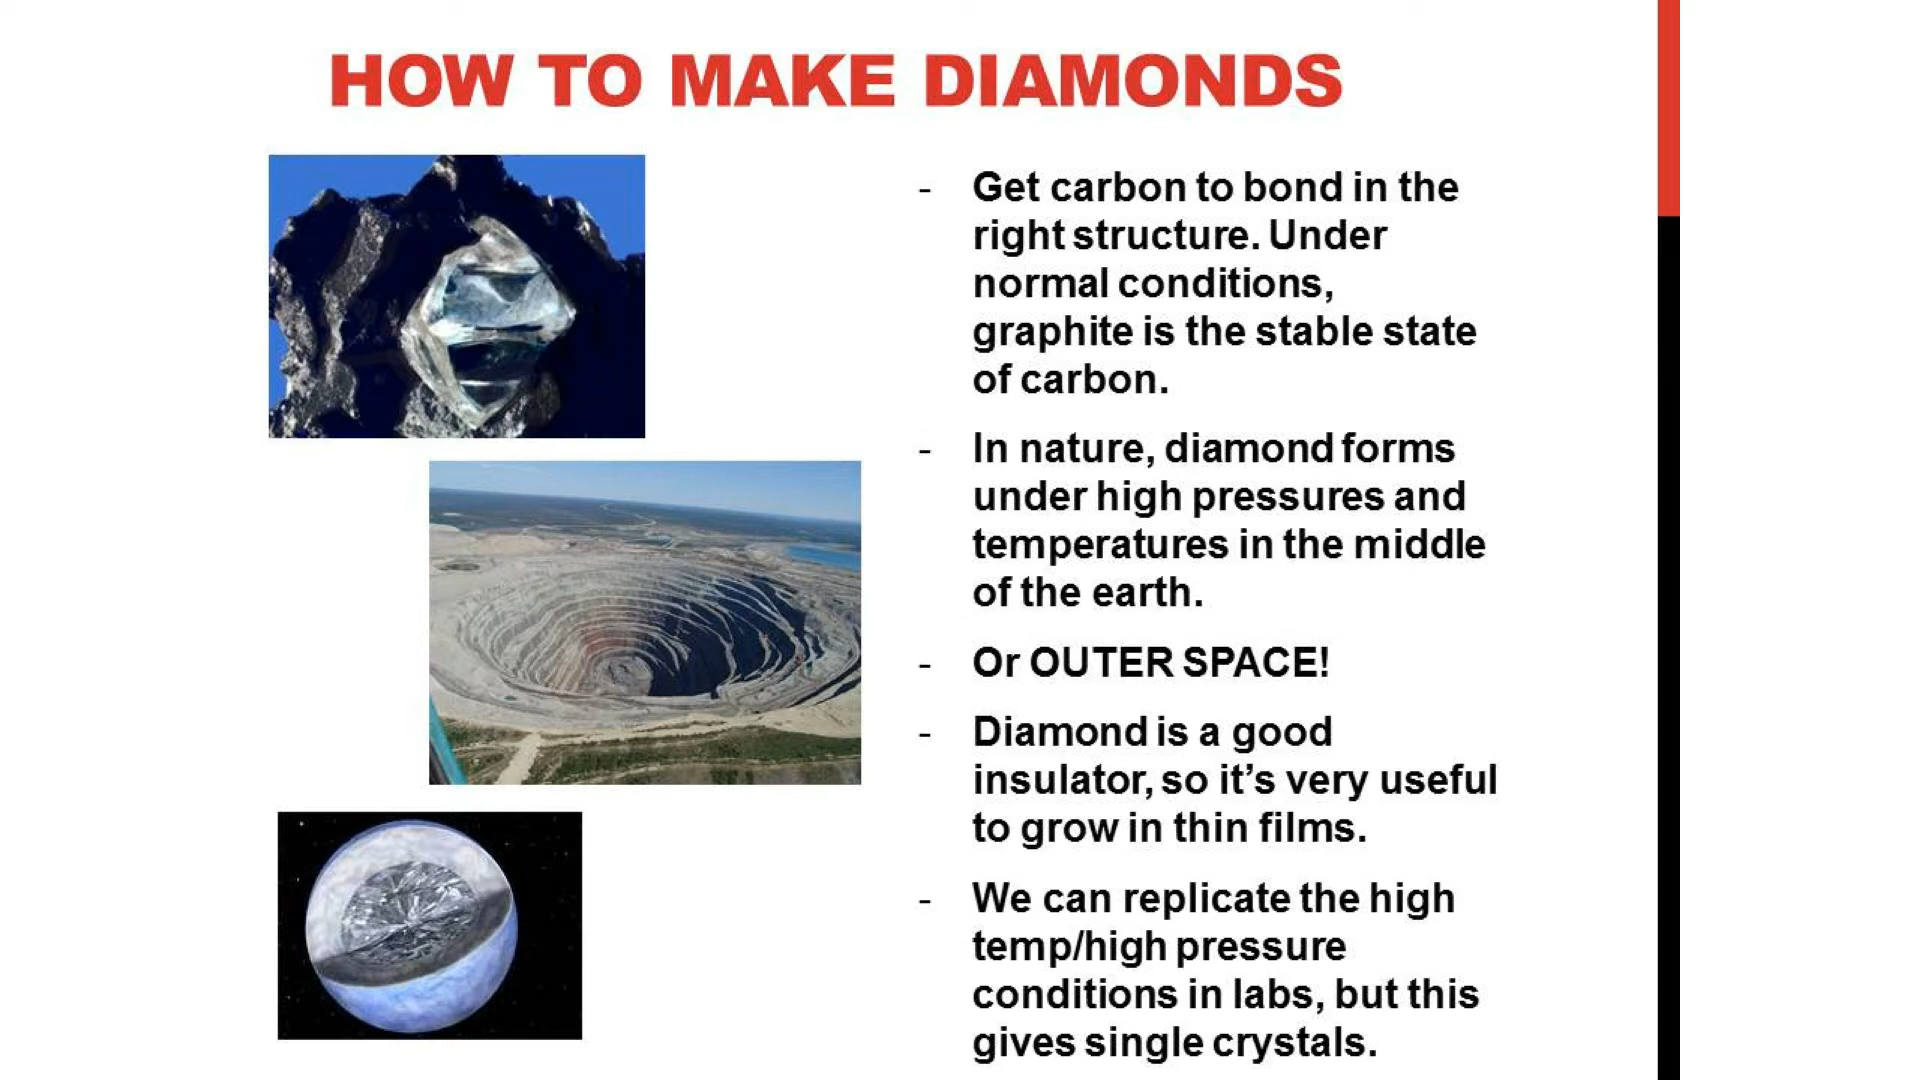 HOW TO MAKE DIAMONDS
- Get carbon to bond in the
right structure. Under
normal conditions,
graphite is the stable state
of carbon.
- In nature, diamond forms
under high pressures and
temperatures in the middle
of the earth.
- Or OUTER SPACE!
- Diamond is a good
insulator, so it’s very useful
to grow in thin films.
- We can replicate the high
temp/high pressure
conditions in labs, but this
gives single crystals.